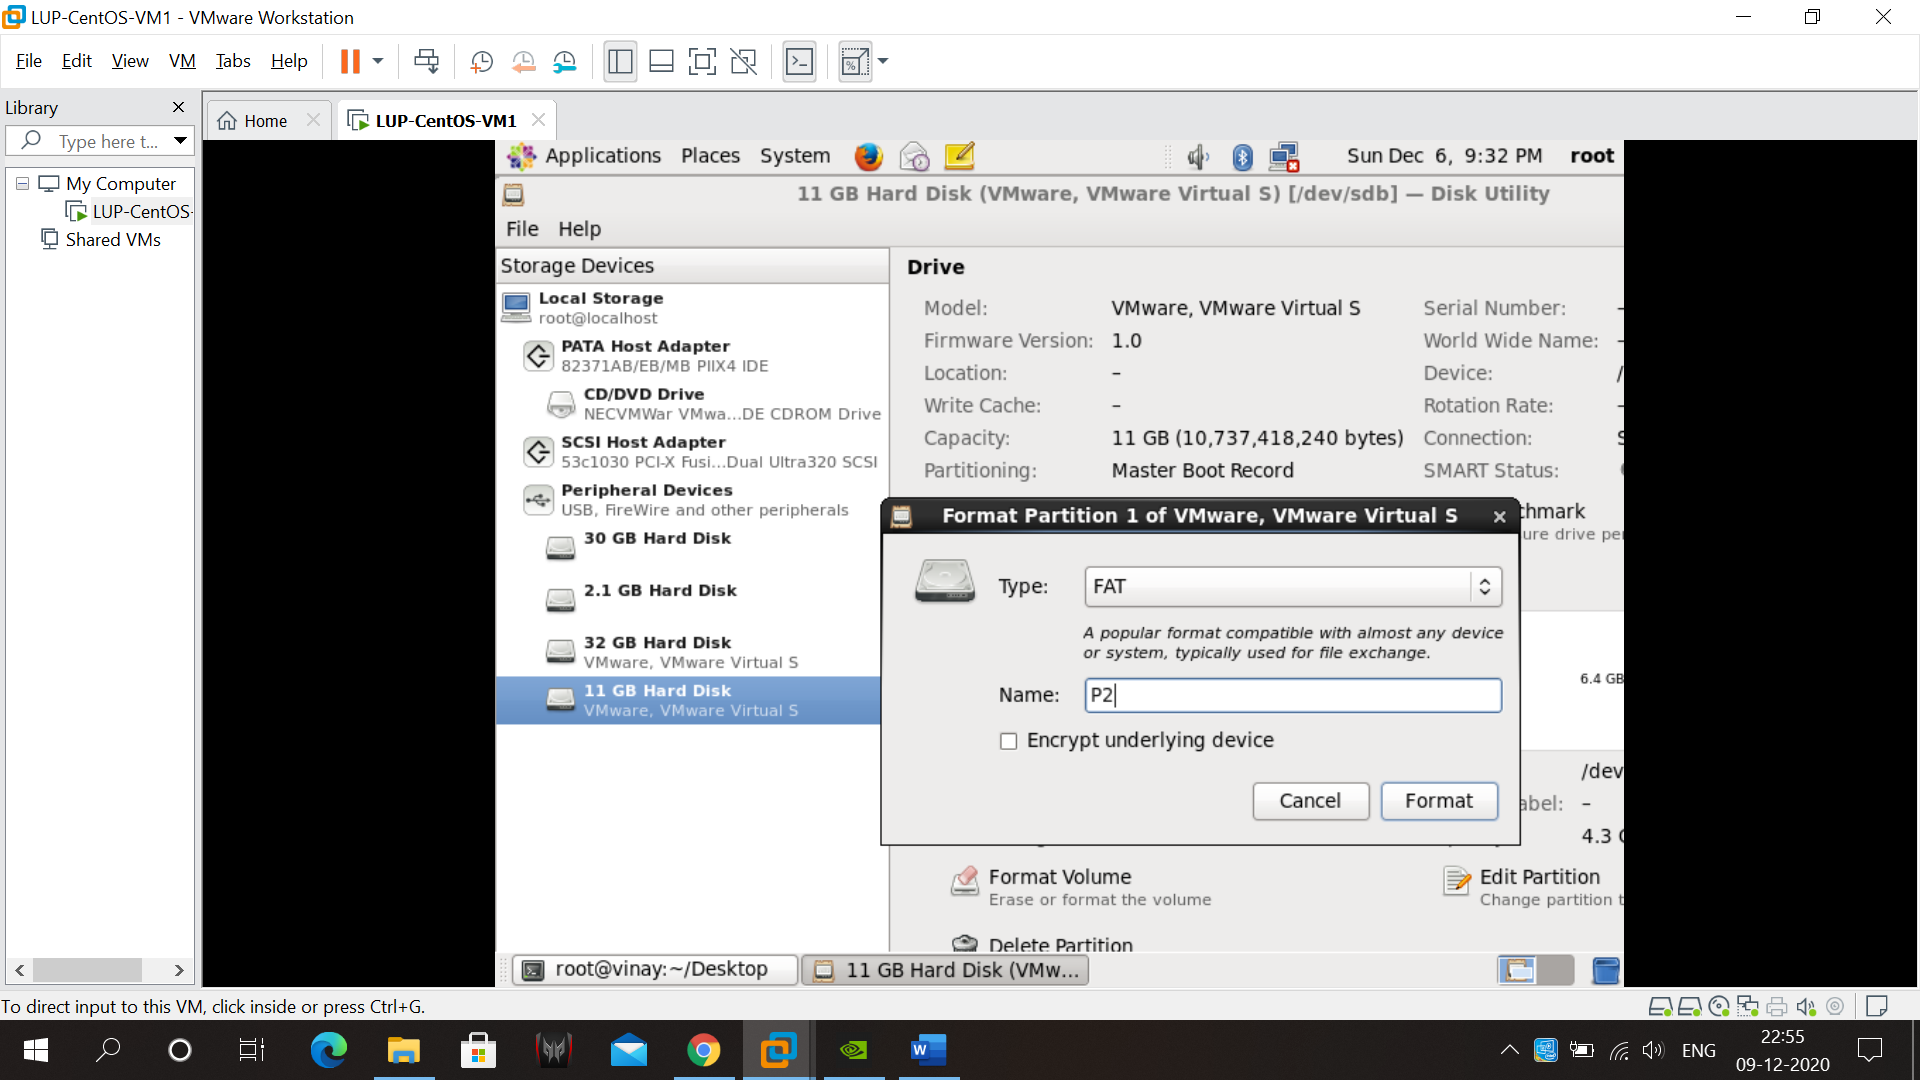 LUP-CentOS-VM1 - VMware Workstation
File Edit View VM Tabs Help
Library
Type here t...
My Computer
LUP-CentOS-
Shared VMs
Home
LUP-CentOS-VM1
Applications Places System
Sun Dec 6, 9:32 PM root
11 GB Hard Disk (VMware, VMware Virtual S) [/dev/sdb] — Disk Utility
File Help
Storage Devices
Local Storage
root@localhost
PATA Host Adapter
82371AB/EB/MB PIIX4 IDE
CD/DVD Drive
NECVMWar VMwa...DE CDROM Drive
SCSI Host Adapter
53c1030 PCI-X Fusi...Dual Ultra320 SCSI
Peripheral Devices
USB, FireWire and other peripherals
30 GB Hard Disk
2.1 GB Hard Disk
32 GB Hard Disk
VMware, VMware Virtual S
11 GB Hard Disk
VMware, VMware Virtual S
Drive
Model: VMware, VMware Virtual S Serial Number: –
Firmware Version: 1.0 World Wide Name: –
Location: – Device: /
Write Cache: – Rotation Rate: –
Capacity: 11 GB (10,737,418,240 bytes) Connection:
Partitioning: Master Boot Record SMART Status:
chmark
ure drive per
Format Partition 1 of VMware, VMware Virtual S
Type: FAT
A popular format compatible with almost any device
or system, typically used for file exchange.
Name: P2
Encrypt underlying device
Cancel Format
6.4 GB
/dev
abel: –
4.3
Format Volume
Erase or format the volume
Edit Partition
Change partition t
Delete Partition
root@vinay:~/Desktop
11 GB Hard Disk (VMw...
To direct input to this VM, click inside or press Ctrl+G.
ENG
22:55
09-12-2020